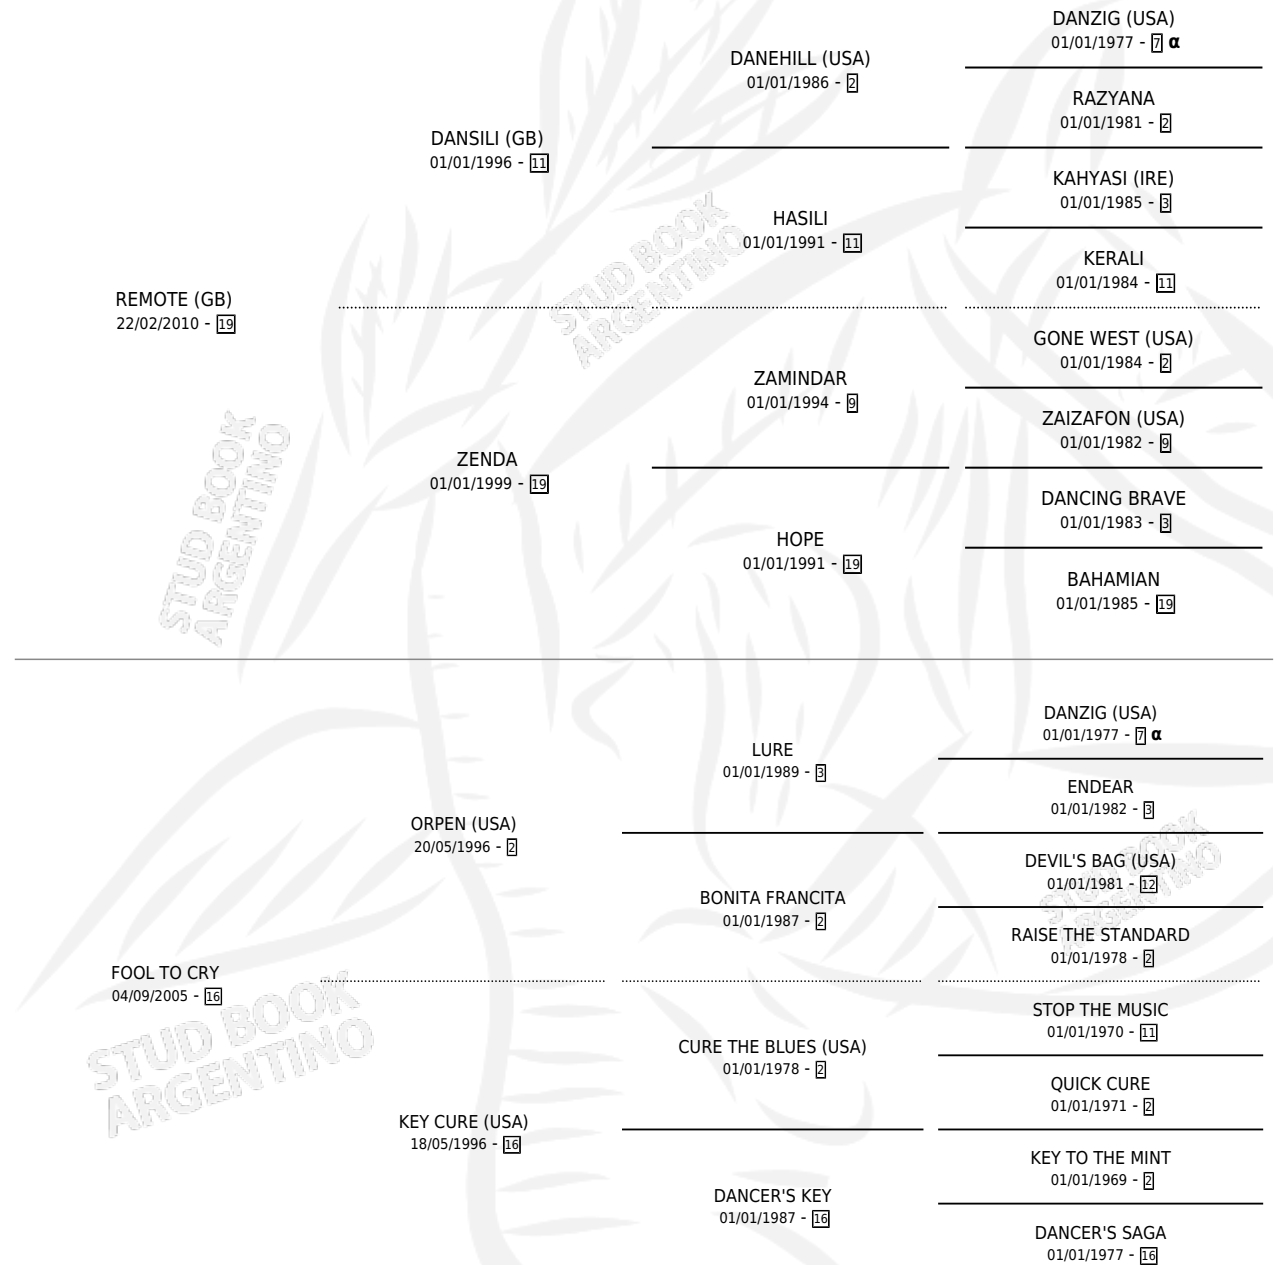 DANZIG (USA)
01/01/1977 - 7 α
DANEHILL (USA)
01/01/1986 - 2
RAZYANA
01/01/1981 - 2
DANSILI (GB)
01/01/1996 - 11
KAHYASI (IRE)
01/01/1985 - 3
HASILI
01/01/1991 - 11
KERALI
01/01/1984 - 11
REMOTE (GB)
22/02/2010 - 19
GONE WEST (USA)
01/01/1984 - 2
ZAMINDAR
01/01/1994 - 9
ZAIZAFON (USA)
01/01/1982 - 9
ZENDA
01/01/1999 - 19
DANCING BRAVE
01/01/1983 - 3
HOPE
01/01/1991 - 19
BAHAMIAN
01/01/1985 - 19
STUD BOOK
ARGENTINO
STUD BOOK
ARGENTINO
DANZIG (USA)
01/01/1977 - 7 α
LURE
01/01/1989 - 3
ENDEAR
01/01/1982 - 3
ORPEN (USA)
20/05/1996 - 2
DEVIL'S BAG (USA)
01/01/1981 - 12
BONITA FRANCITA
01/01/1987 - 2
RAISE THE STANDARD
01/01/1978 - 2
FOOL TO CRY
04/09/2005 - 16
STOP THE MUSIC
01/01/1970 - 11
CURE THE BLUES (USA)
01/01/1978 - 2
QUICK CURE
01/01/1971 - 2
KEY CURE (USA)
18/05/1996 - 16
KEY TO THE MINT
01/01/1969 - 2
DANCER'S KEY
01/01/1987 - 16
DANCER'S SAGA
01/01/1977 - 16
STUD BOOK
ARGENTINO
STUD BOOK
ARGENTINO